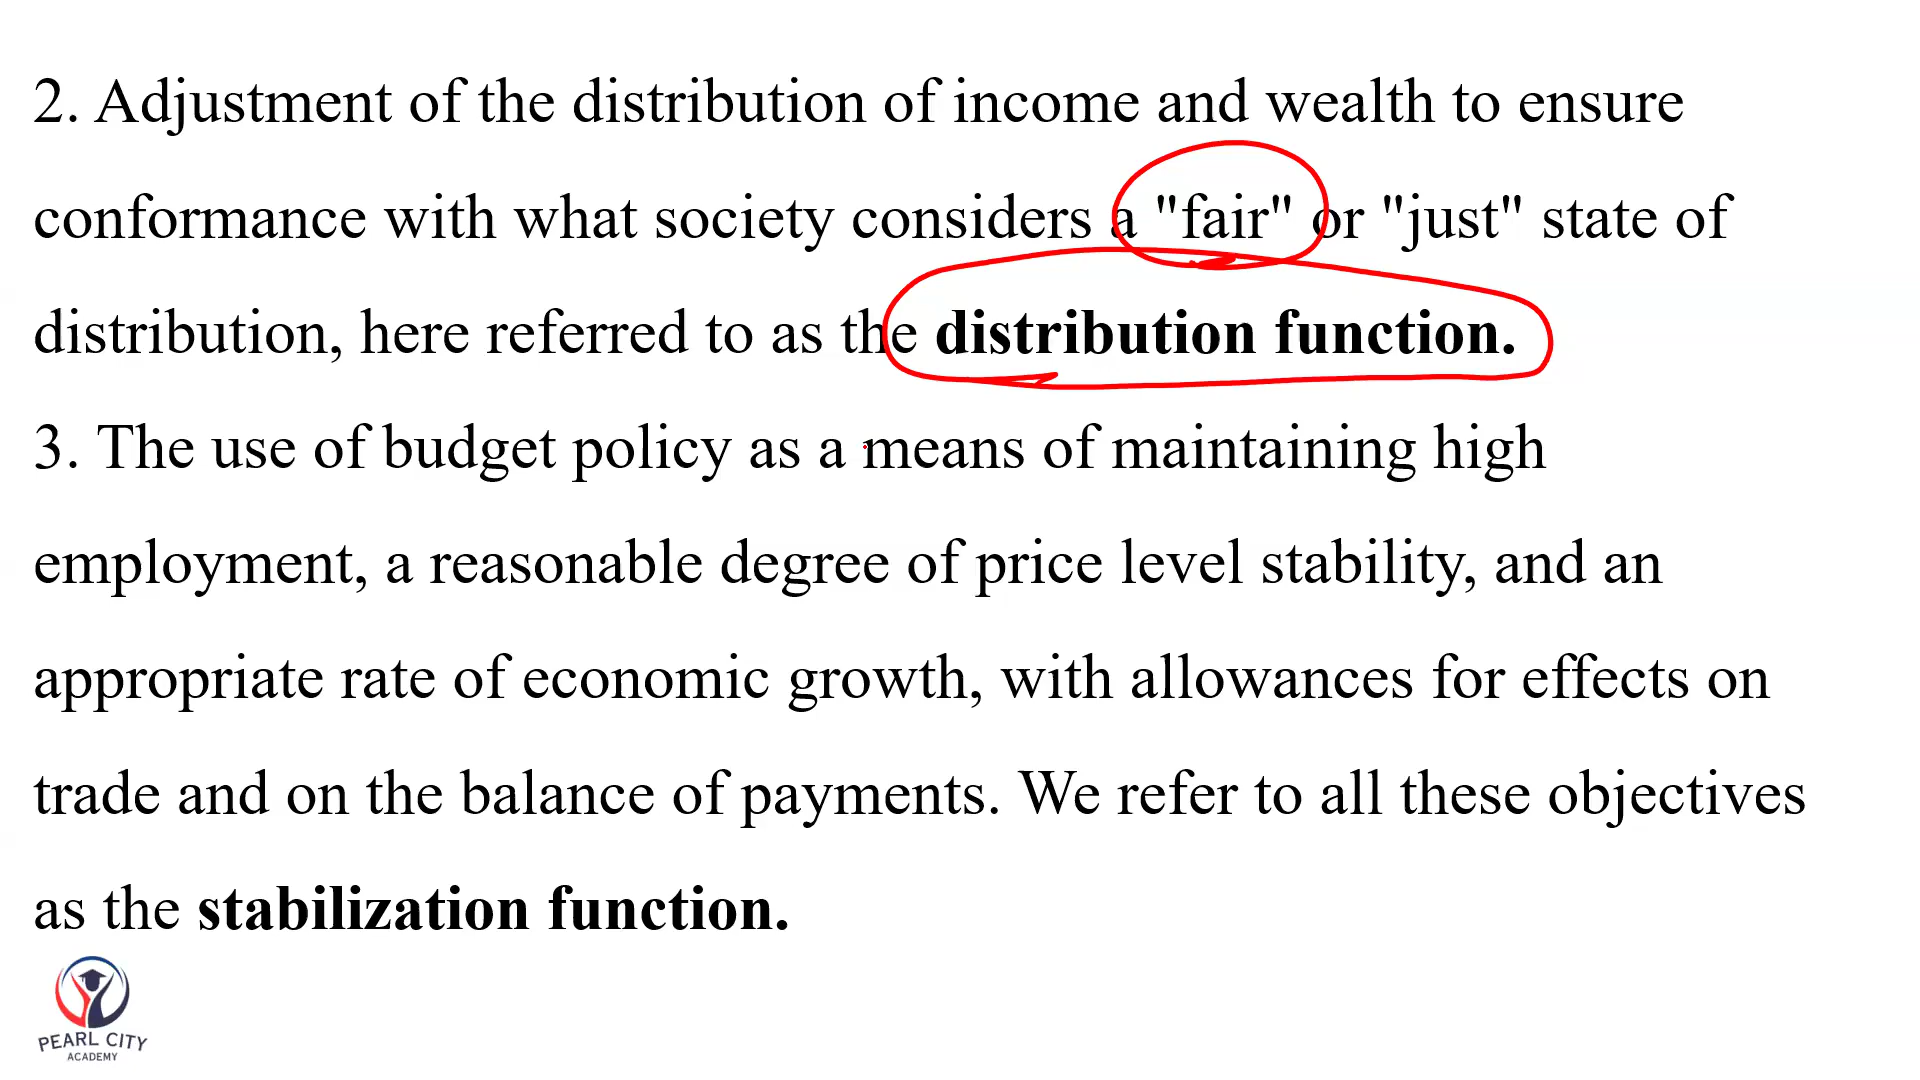 2. Adjustment of the distribution of income and wealth to ensure
conformance with what society considers a "fair" or "just" state of
distribution, here referred to as the distribution function.
3. The use of budget policy as a means of maintaining high
employment, a reasonable degree of price level stability, and an
appropriate rate of economic growth, with allowances for effects on
trade and on the balance of payments. We refer to all these objectives
as the stabilization function.
PEARL CITY
ACADEMY